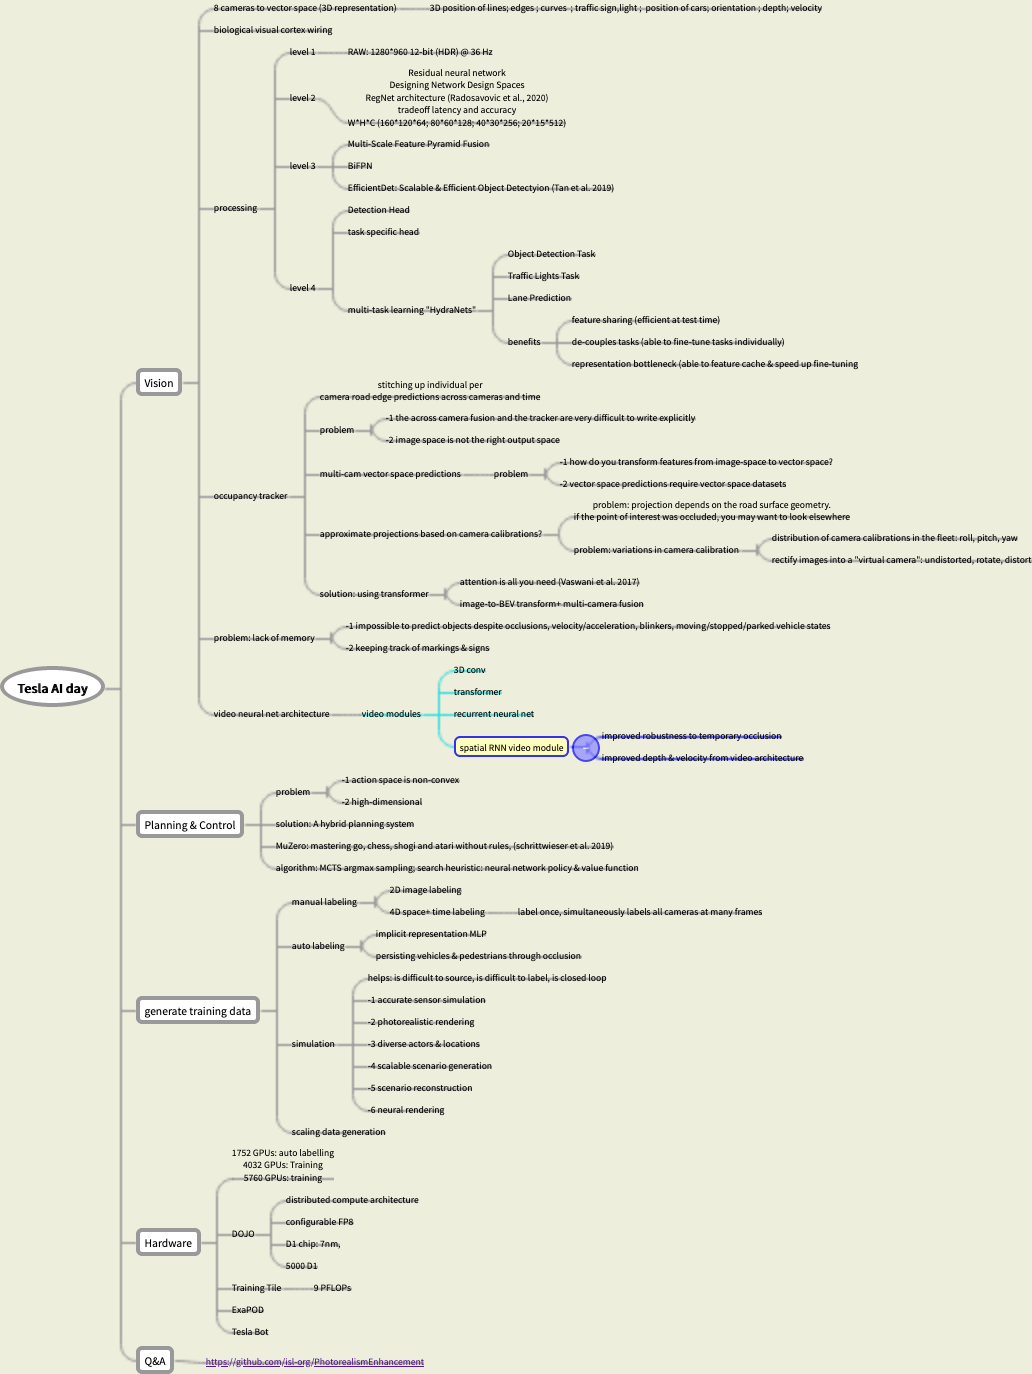 8 cameras to vector space (3D representation)
3D position of lines; edges ; curves ; traffic sign,light ; position of cars; orientation ; depth; velocity
biological visual cortex wiring
level 1
RAW: 1280*960 12-bit (HDR) @ 36 Hz
Residual neural network
Designing Network Design Spaces
RegNet architecture (Radosavovic et al., 2020)
tradeoff latency and accuracy
level 2
W*H*C (160*120*64; 80*60*128; 40*30*256; 20*15*512)
Multi-Scale Feature Pyramid Fusion
level 3
BiFPN
EfficientDet: Scalable & Efficient Object Detectyion (Tan et al. 2019)
processing
Detection Head
task specific head
Object Detection Task
Traffic Lights Task
level 4
Lane Prediction
multi-task learning "HydraNets"
feature sharing (efficient at test time)
benefits
de-couples tasks (able to fine-tune tasks individually)
representation bottleneck (able to feature cache & speed up fine-tuning
Vision
stitching up individual per
camera road edge predictions across cameras and time
problem
-1 the across camera fusion and the tracker are very difficult to write explicitly
-2 image space is not the right output space
multi-cam vector space predictions
problem
-1 how do you transform features from image-space to vector space?
-2 vector space predictions require vector space datasets
occupancy tracker
problem: projection depends on the road surface geometry.
if the point of interest was occluded, you may want to look elsewhere
approximate projections based on camera calibrations?
problem: variations in camera calibration
distribution of camera calibrations in the fleet: roll, pitch, yaw
rectify images into a "virtual camera": undistorted, rotate, distort
solution: using transformer
attention is all you need (Vaswani et al. 2017)
image-to-BEV transform+ multi-camera fusion
problem: lack of memory
-1 impossible to predict objects despite occlusions, velocity/acceleration, blinkers, moving/stopped/parked vehicle states
-2 keeping track of markings & signs
Tesla AI day
3D conv
transformer
video neural net architecture
video modules
recurrent neural net
spatial RNN video module
improved robustness to temporary occlusion
improved depth & velocity from video architecture
Planning & Control
problem
-1 action space is non-convex
-2 high-dimensional
solution: A hybrid planning system
MuZero: mastering go, chess, shogi and atari without rules, (schrittwieser et al. 2019)
algorithm: MCTS argmax sampling; search heuristic: neural network policy & value function
manual labeling
2D image labeling
4D space+ time labeling
label once, simultaneously labels all cameras at many frames
auto labeling
implicit representation MLP
persisting vehicles & pedestrians through occlusion
generate training data
helps: is difficult to source, is difficult to label, is closed loop
-1 accurate sensor simulation
-2 photorealistic rendering
simulation
-3 diverse actors & locations
-4 scalable scenario generation
-5 scenario reconstruction
-6 neural rendering
scaling data generation
1752 GPUs: auto labelling
4032 GPUs: Training
5760 GPUs: training
Hardware
DOJO
distributed compute architecture
configurable FP8
D1 chip: 7nm,
5000 D1
Training Tile
9 PFLOPs
ExaPOD
Tesla Bot
Q&A
https://github.com/isl-org/PhotorealismEnhancement